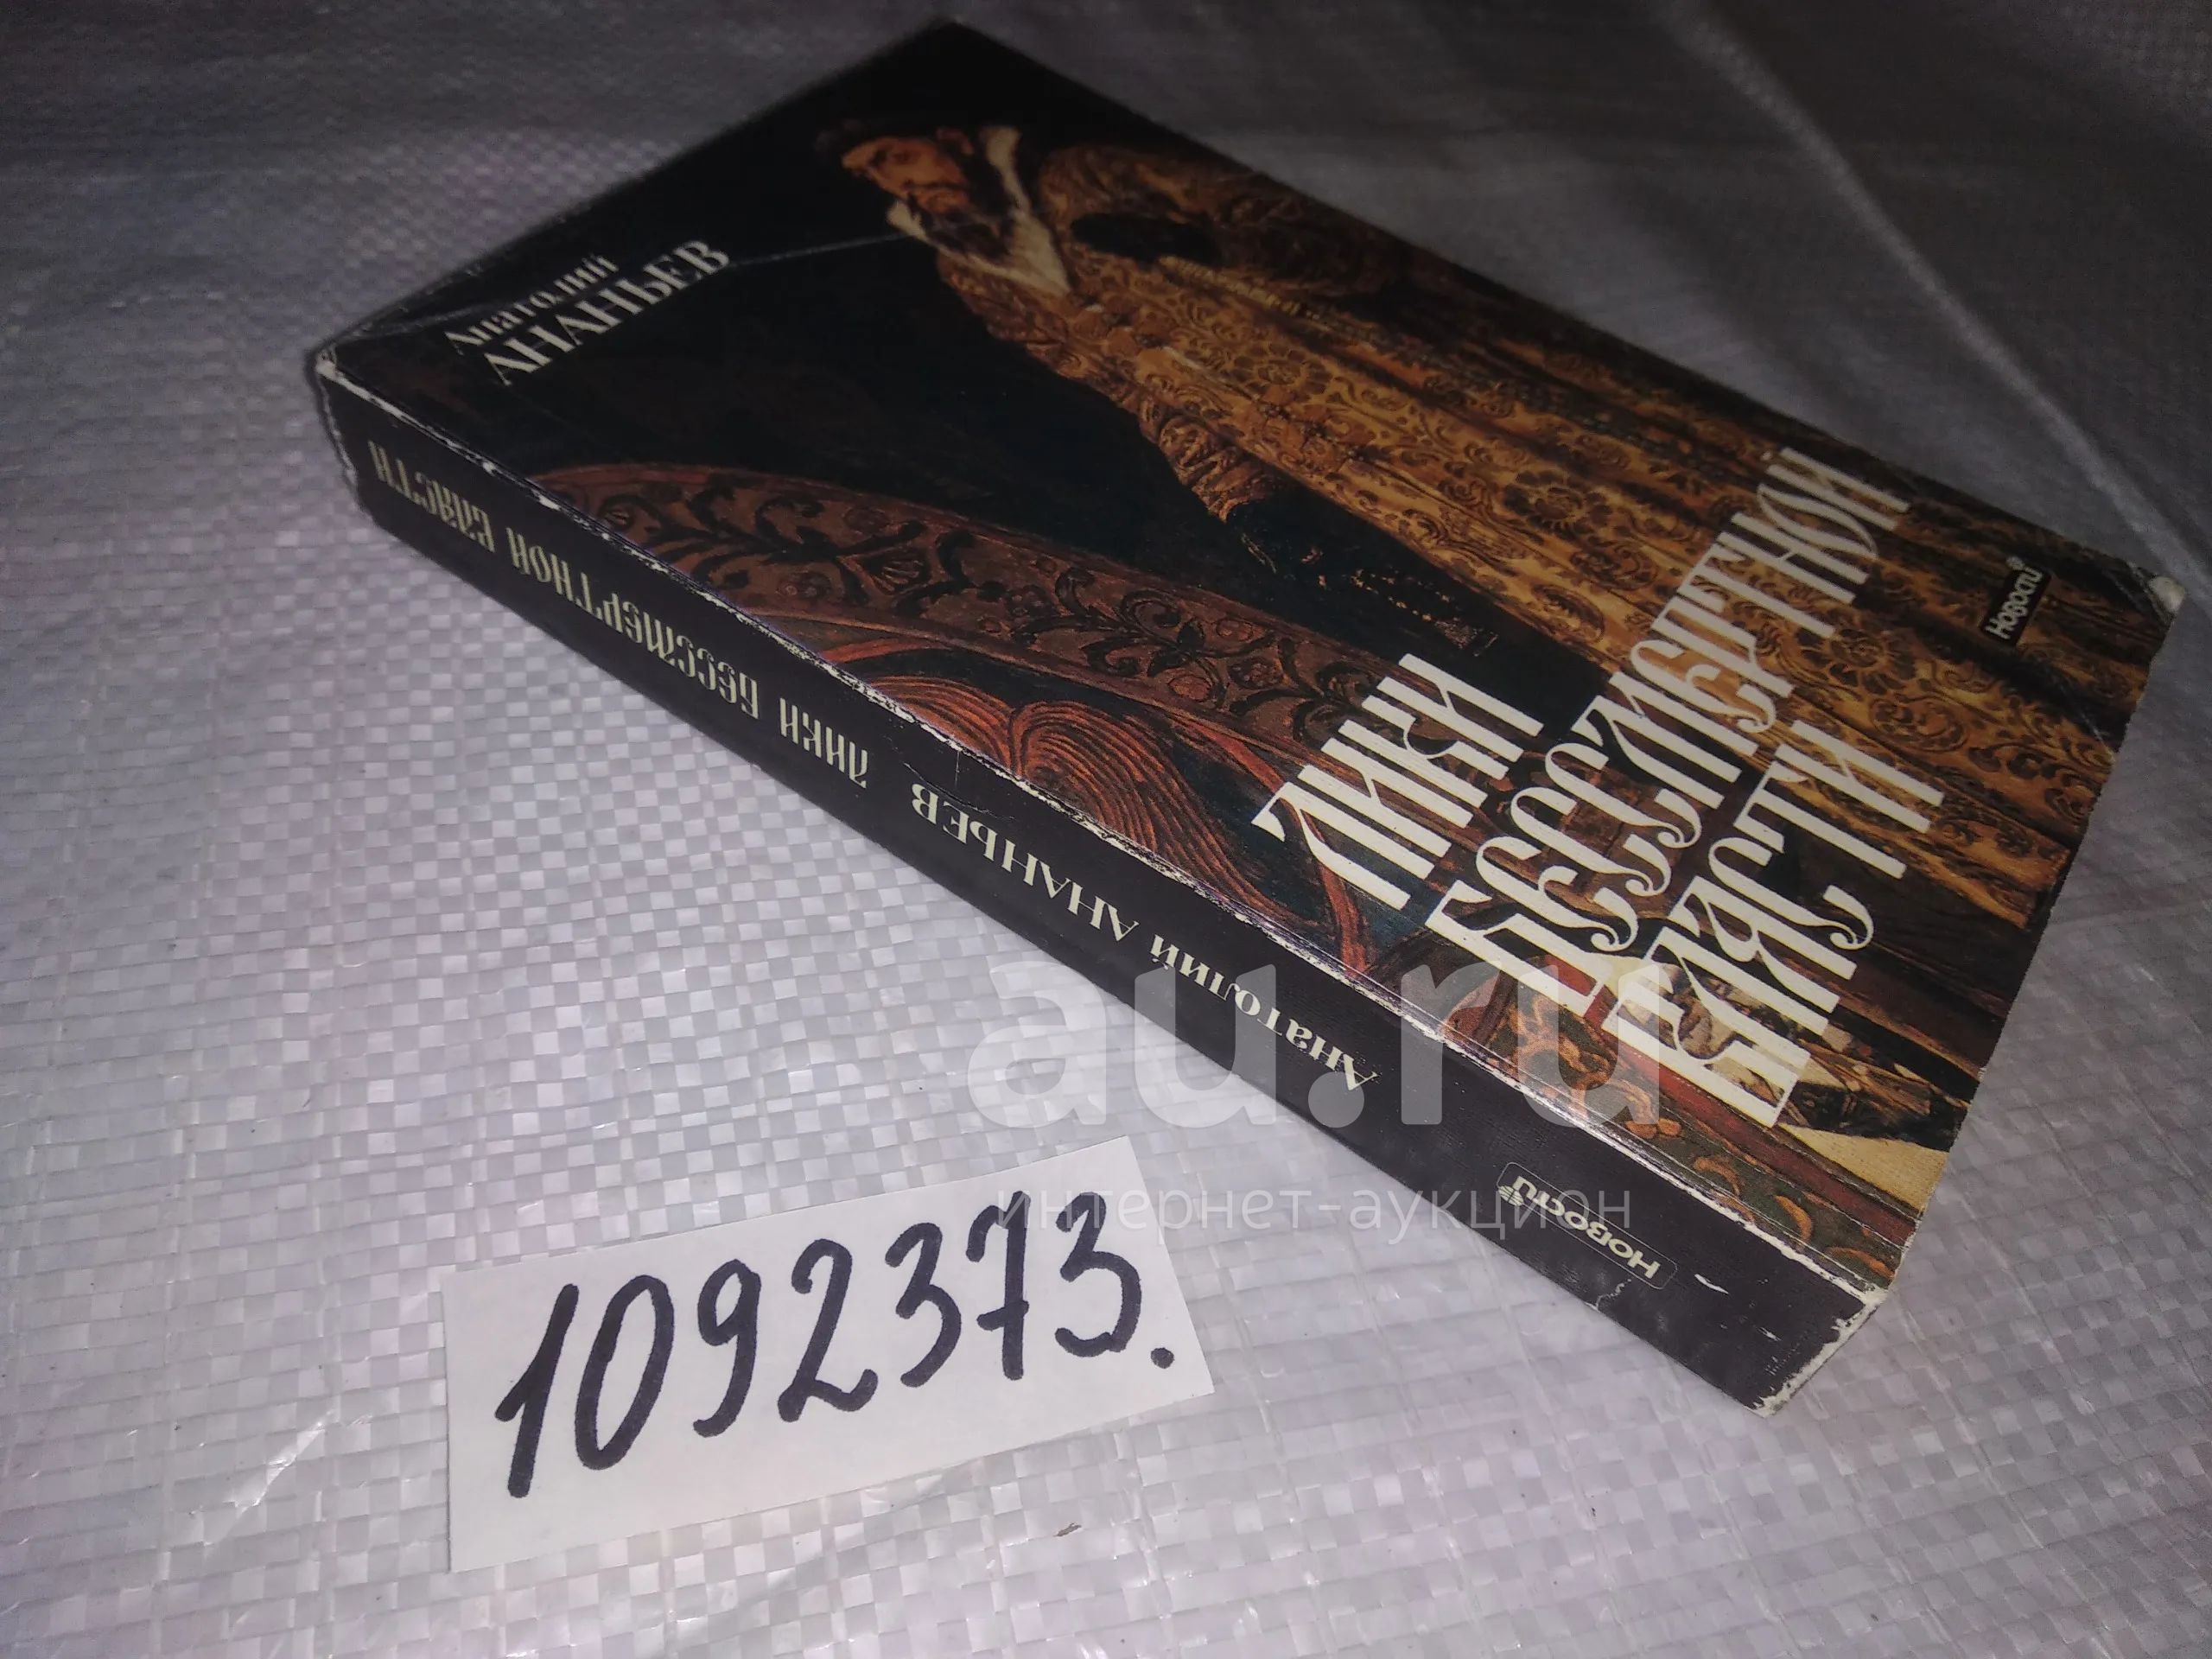 Анатолий
АНАНЬЕВ
ЛИКИ
БЕССМЕРТНОЙ
ВЛАСТИ
Новости
Анатолий АНАНЬЕВ ЛИКИ БЕССМЕРТНОЙ ВЛАСТИ
Новости
au.ru
интернет-аукцион
1092373.